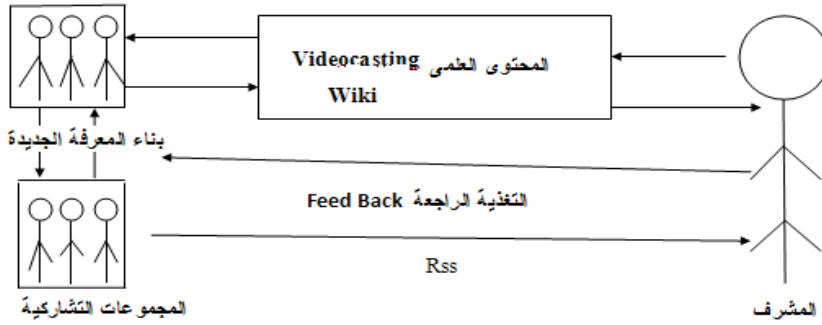 المحتوى العلمى Videocasting
Wiki
بناء المعرفة الجديدة
التغذية الراجعة Feed Back
Rss
المجموعات التشاركية
المشرف